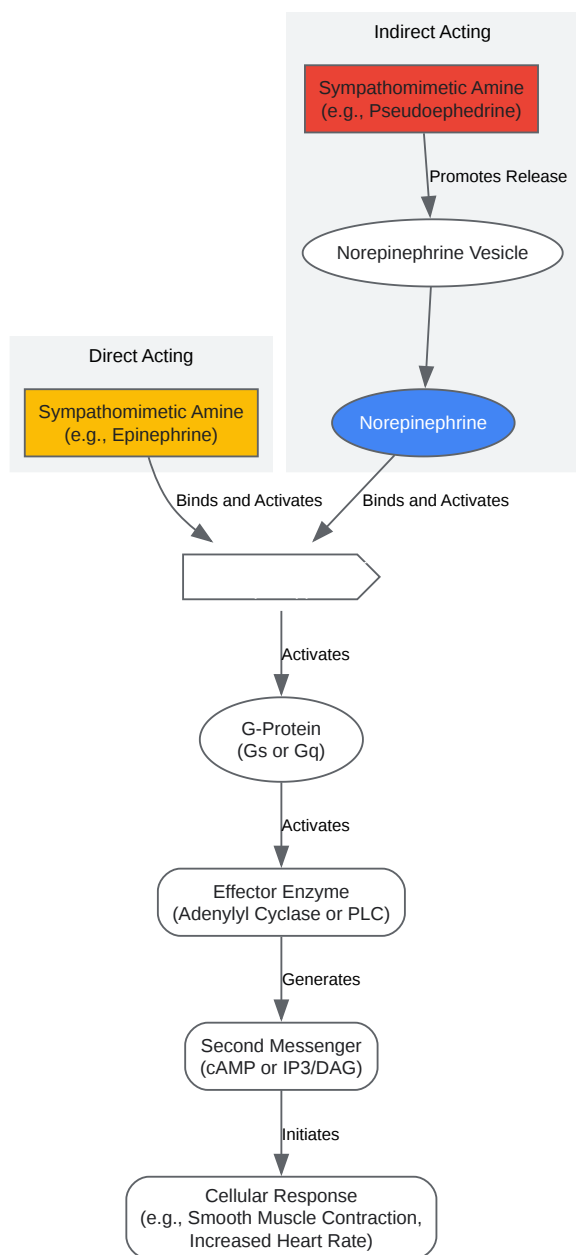 Indirect Acting
Sympathomimetic Amine
(e.g., Pseudoephedrine)
Promotes Release
Norepinephrine Vesicle
Direct Acting
Sympathomimetic Amine
(e.g., Epinephrine)
Norepinephrine
Binds and Activates
Binds and Activates
Activates
G-Protein
(Gs or Gq)
Activates
Effector Enzyme
(Adenylyl Cyclase or PLC)
Generates
Second Messenger
(cAMP or IP3/DAG)
Initiates
Cellular Response
(e.g., Smooth Muscle Contraction,
Increased Heart Rate)